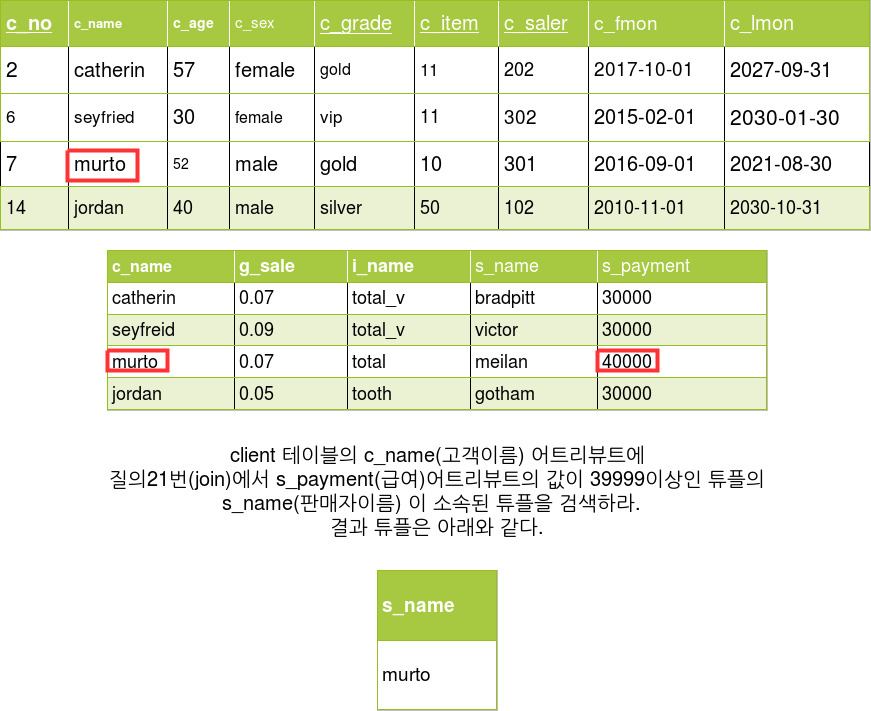 c_no c_name c_age c_sex c_grade c_item c_saler c_fmon c_lmon
2 catherin 57 female gold 11 202 2017-10-01 2027-09-31
6 seyfried 30 female vip 11 302 2015-02-01 2030-01-30
7 murto 52 male gold 10 301 2016-09-01 2021-08-30
14 jordan 40 male silver 50 102 2010-11-01 2030-10-31
c_name g_sale i_name s_name s_payment
catherin 0.07 total_v bradpitt 30000
seyfreid 0.09 total_v victor 30000
murto 0.07 total meilan 40000
jordan 0.05 tooth gotham 30000
client 테이블의 c_name(고객이름) 어트리뷰트에
질의21번(join)에서 s_payment(급여)어트리뷰트의 값이 39999이상인 튜플의
s_name(판매자이름) 이 소속된 튜플을 검색하라.
결과 튜플은 아래와 같다.
s_name
murto